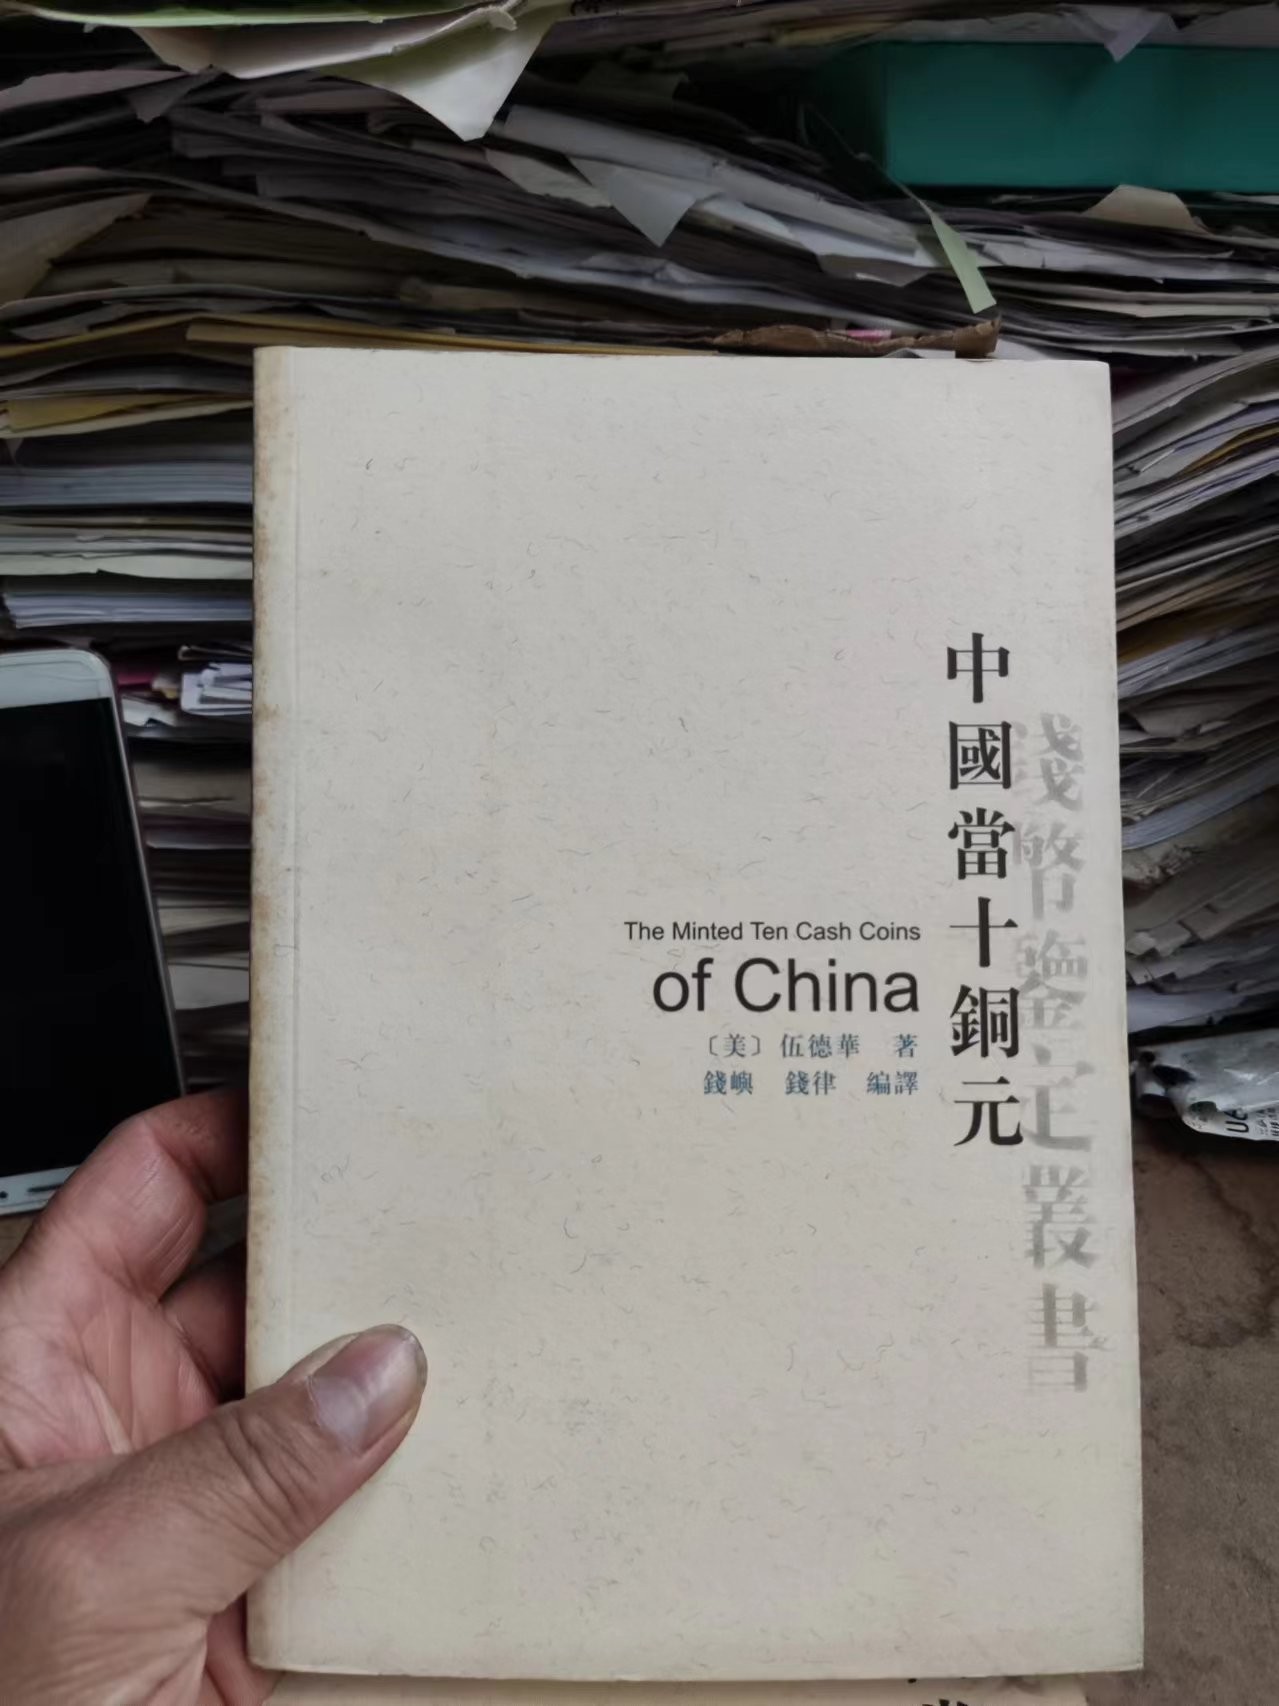 中國當十銅元
錢幣鑒定叢書
The Minted Ten Cash Coins
of China
〔美〕伍德華 著
錢嶼 錢律 編譯